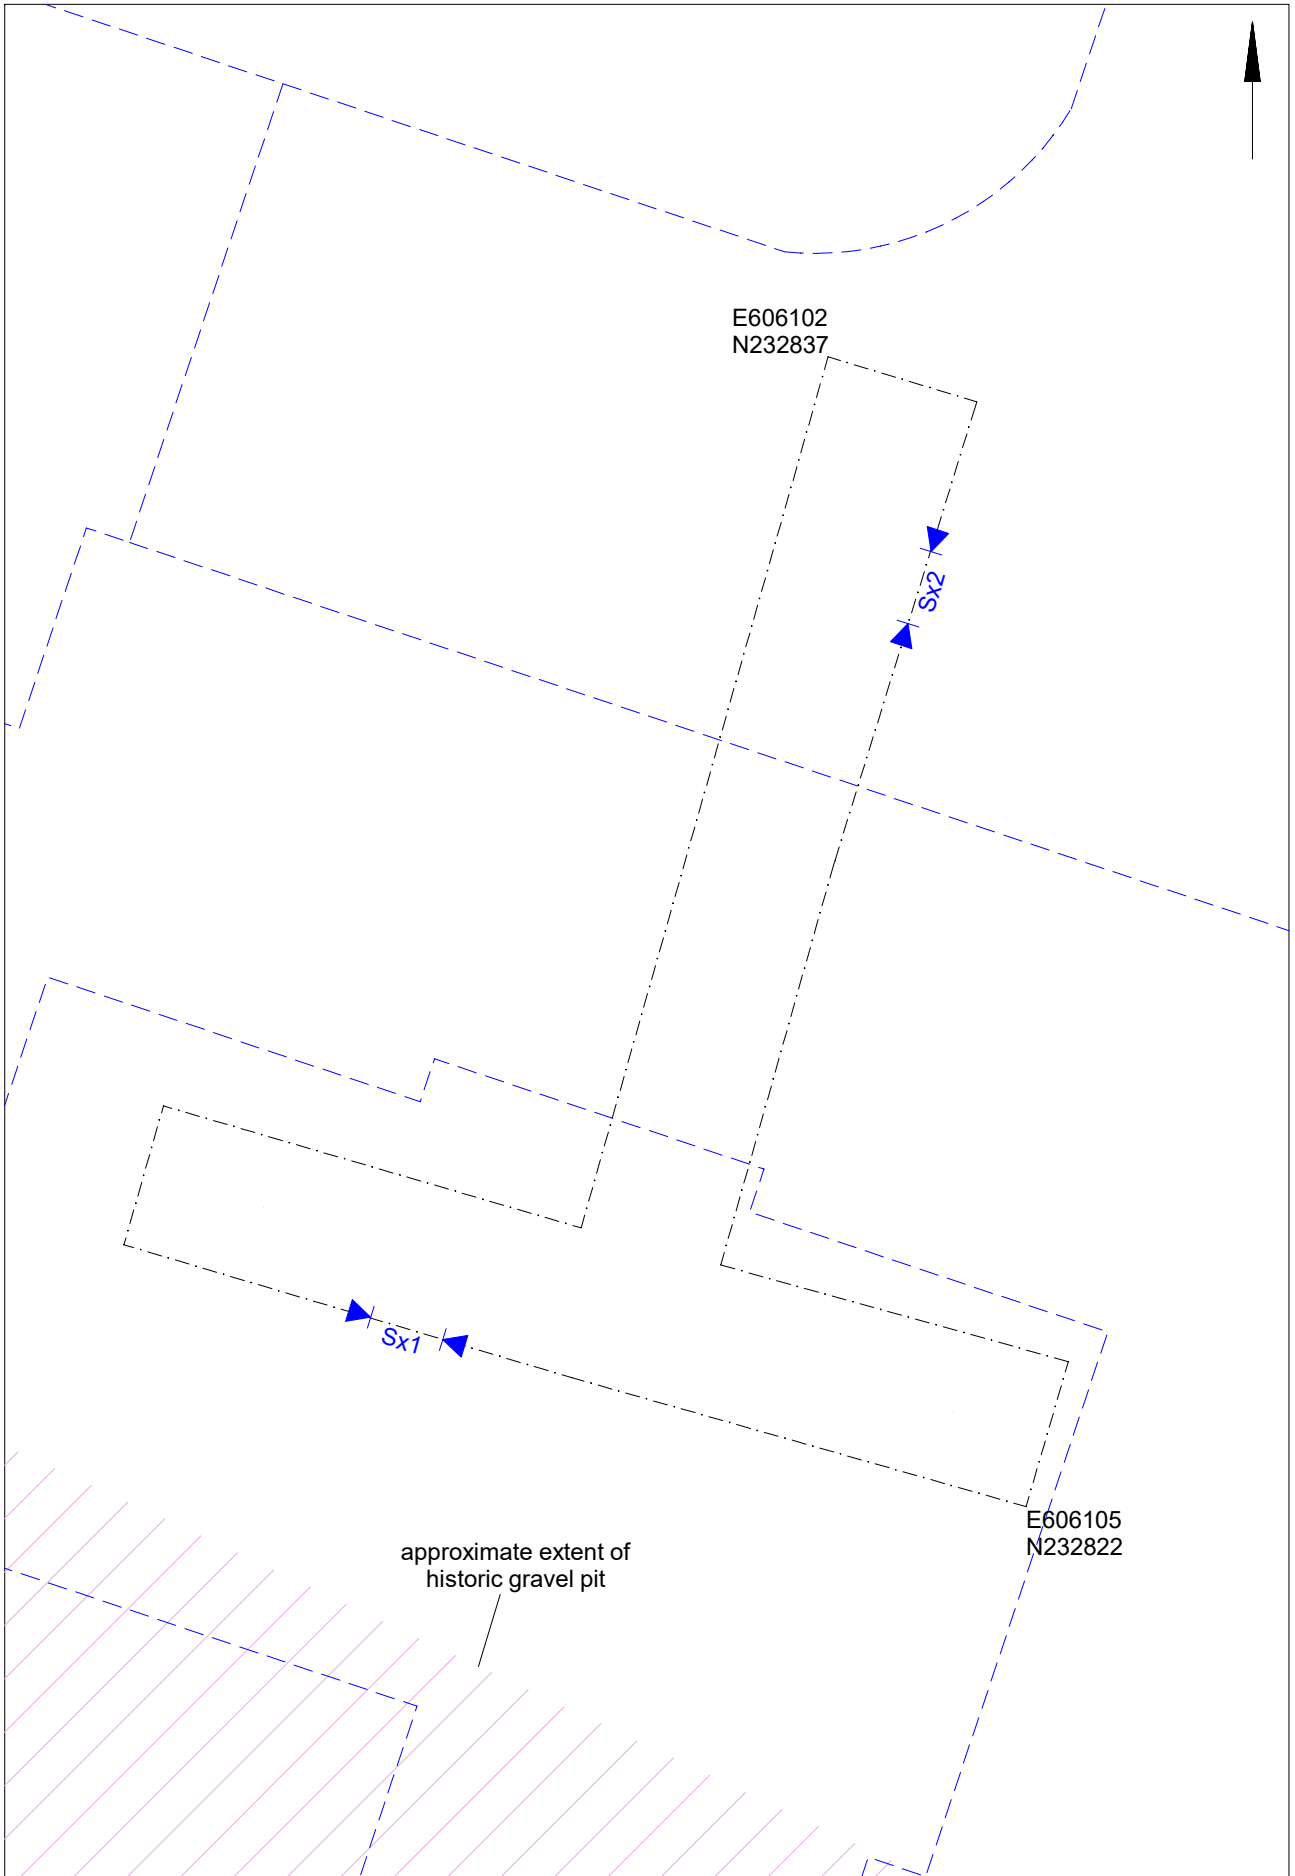 E606102
N232837
Sx2
Sx1
E606105
N232822
approximate extent of
historic gravel pit